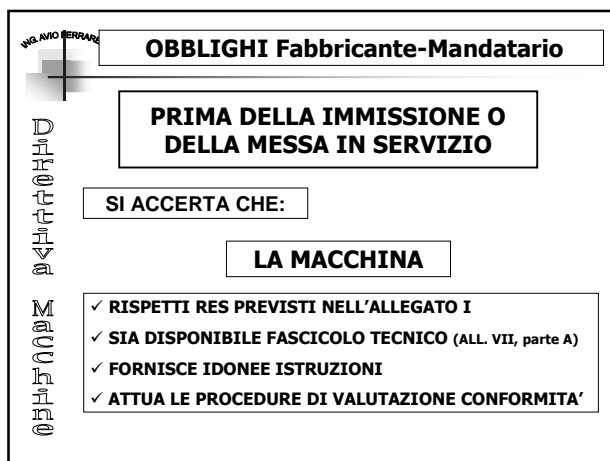 ING. AVIO FERRARE
OBBLIGHI Fabbricante-Mandatario
PRIMA DELLA IMMISSIONE O
DELLA MESSA IN SERVIZIO
SI ACCERTA CHE:
LA MACCHINA
✓ RISPETTI RES PREVISTI NELL'ALLEGATO I
✓ SIA DISPONIBILE FASCICOLO TECNICO (ALL. VII, parte A)
✓ FORNISCE IDONEE ISTRUZIONI
✓ ATTUA LE PROCEDURE DI VALUTAZIONE CONFORMITA'
Direttiva Macchine